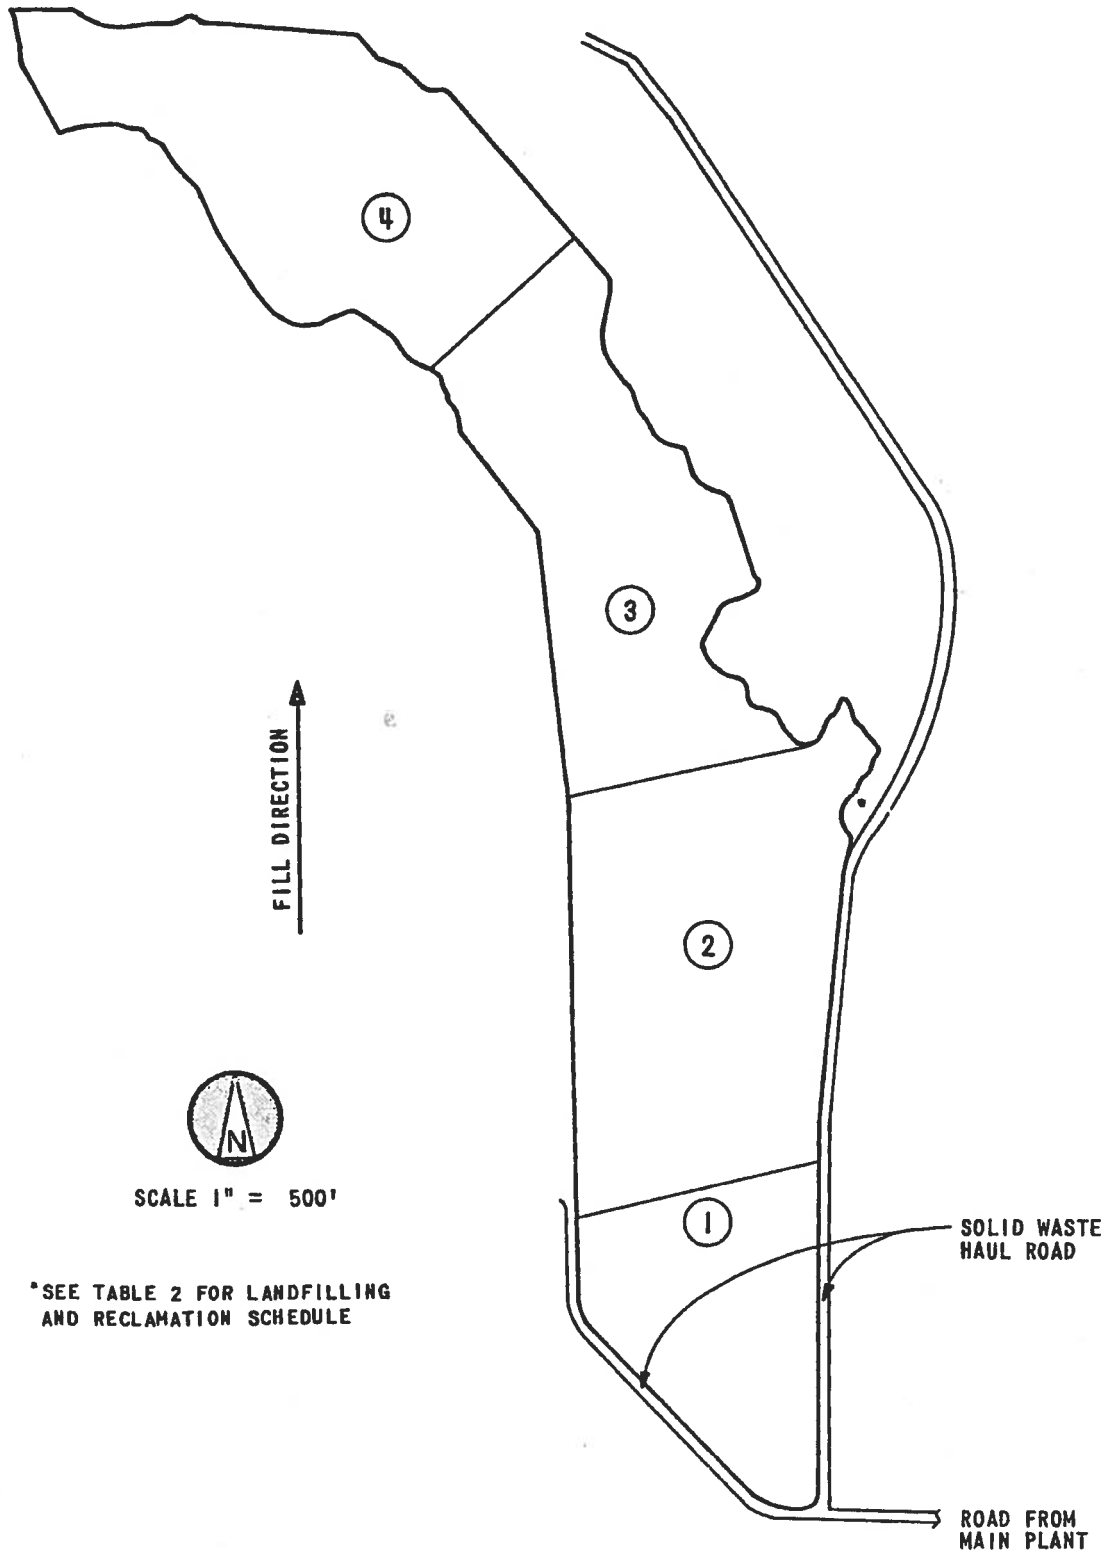 4
3
FILL DIRECTION
2
N
SCALE 1" = 500'
1
SOLID WASTE
HAUL ROAD
*SEE TABLE 2 FOR LANDFILLING
AND RECLAMATION SCHEDULE
ROAD FROM
MAIN PLANT